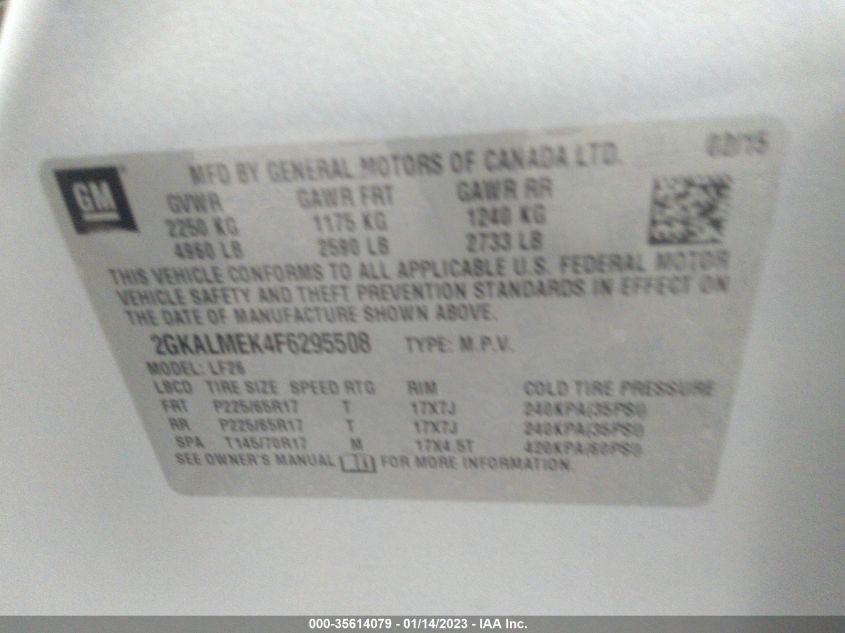 MFD BY GENERAL MOTORS OF CANADA LTD. 02/15
GM
GVWR GAWR FRT GAWR RR
2250 KG 1175 KG 1240 KG
4960 LB 2590 LB 2733 LB
THIS VEHICLE CONFORMS TO ALL APPLICABLE U.S. FEDERAL MOTOR
VEHICLE SAFETY AND THEFT PREVENTION STANDARDS IN EFFECT ON
THE DATE OF MANUFACTURE SHOWN ABOVE.
2GKALMEK4F6295508 TYPE: M.P.V.
MODEL: LF26
LBCO TIRE SIZE SPEED RTG RIM COLD TIRE PRESSURE
FRT P225/65R17 T 17X7J 240KPA(35PSI)
RR P225/65R17 T 17X7J 240KPA(35PSI)
SPA T145/70R17 M 17X4.5T 420KPA(60PSI)
SEE OWNER'S MANUAL FOR MORE INFORMATION.
000-35614079 - 01/14/2023 - IAA Inc.